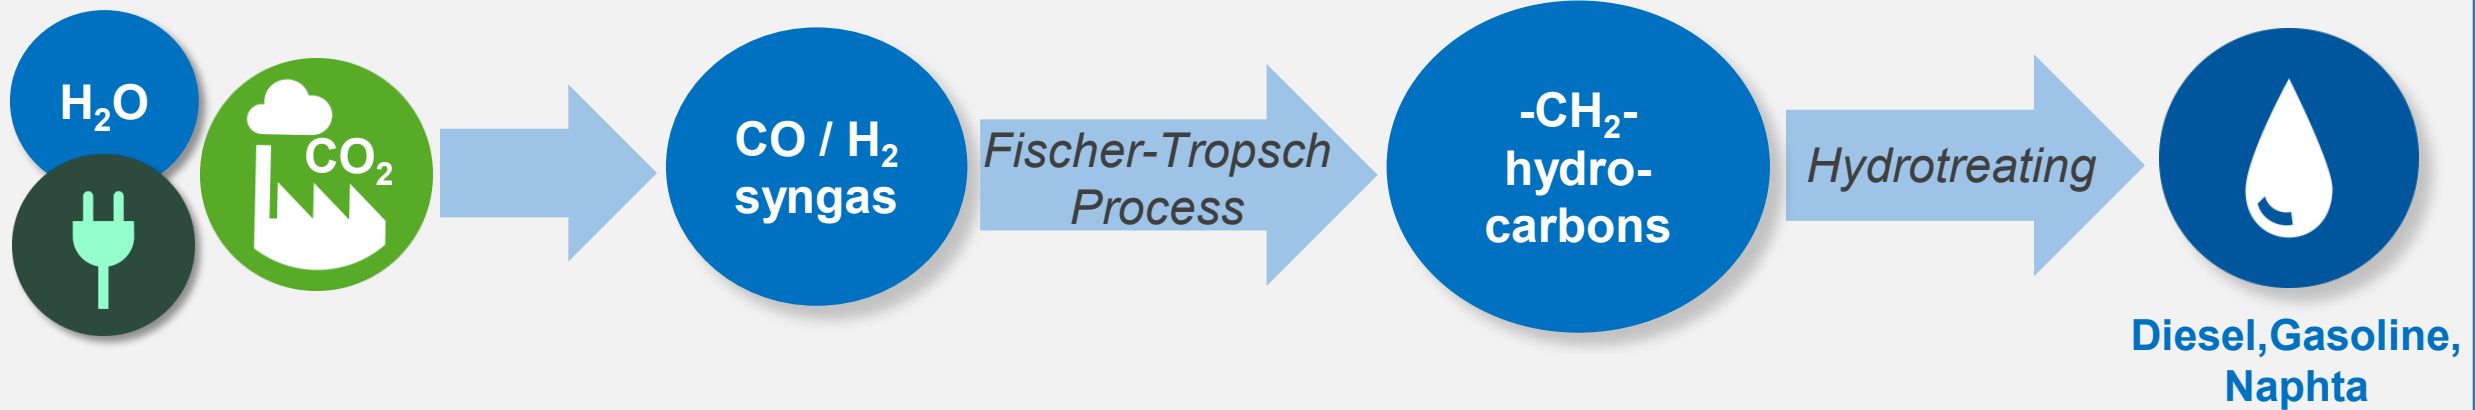 H₂O
CO₂
CO / H₂
syngas
Fischer-Tropsch
Process
-CH₂-
hydro-
carbons
Hydrotreating
Diesel,Gasoline,
Naphta